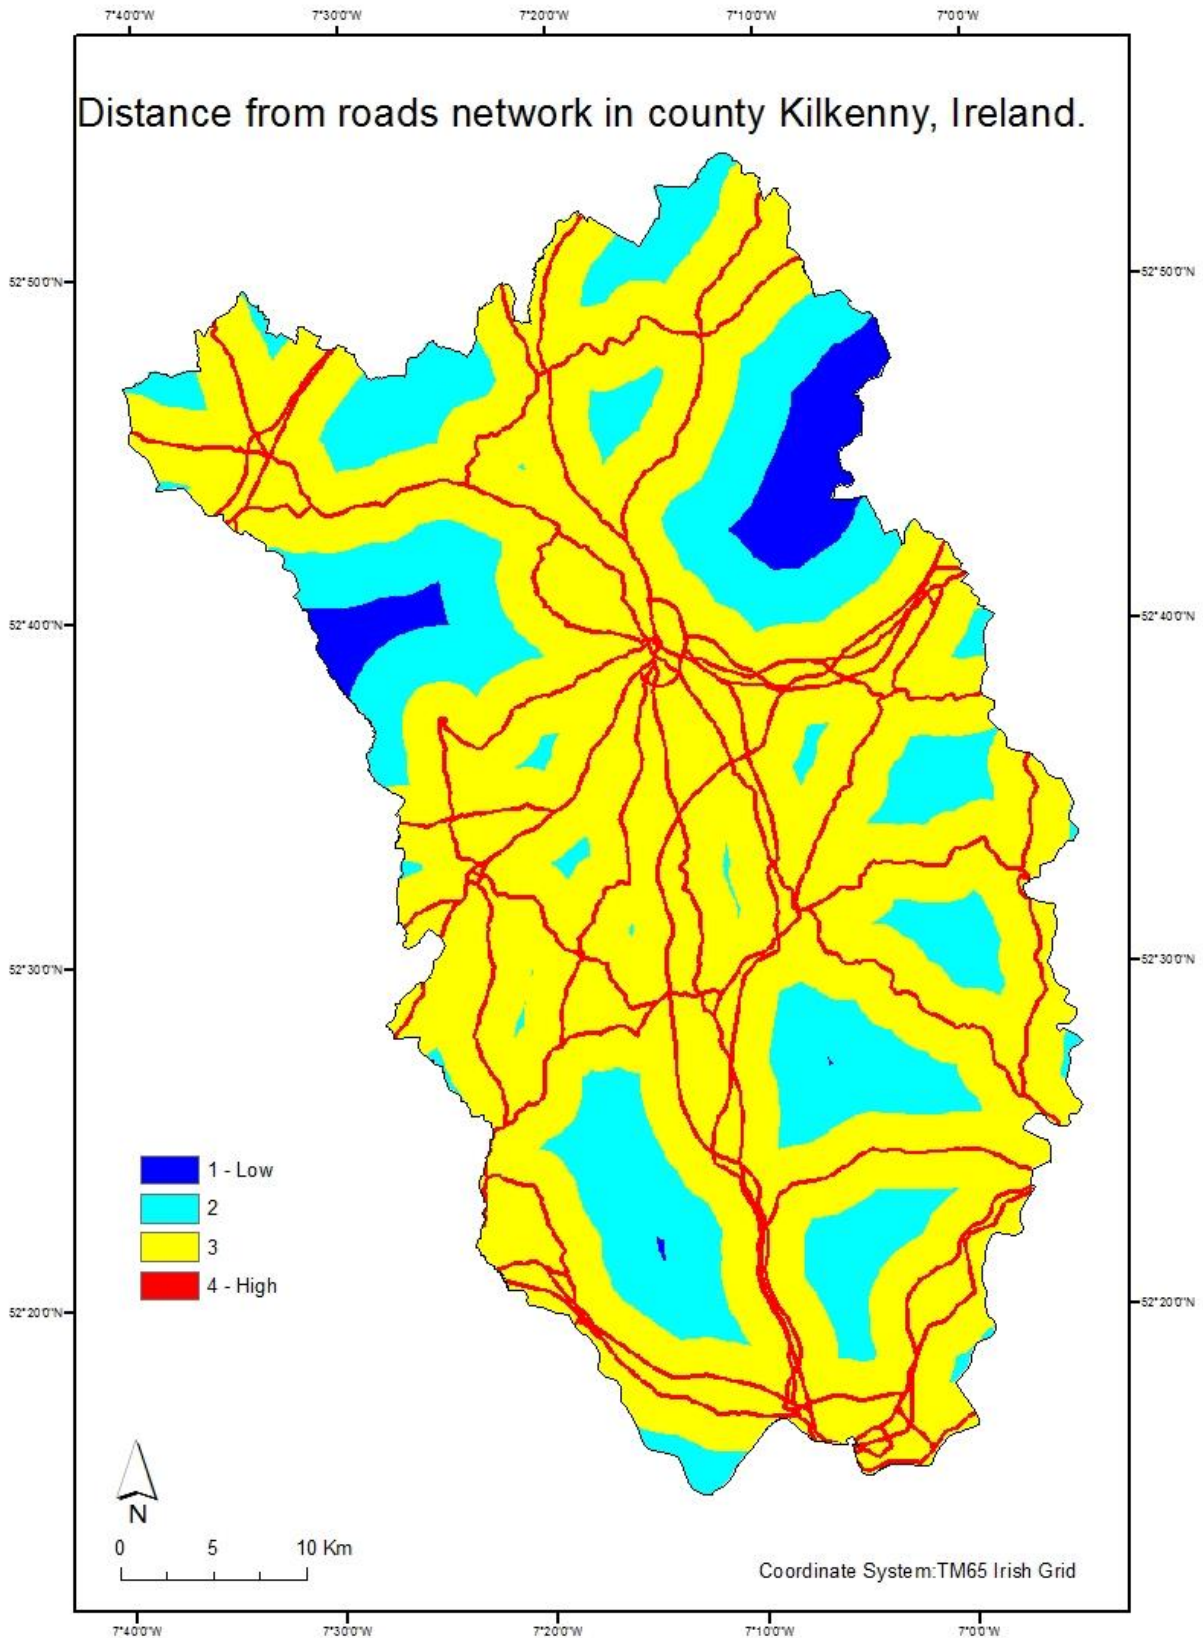 7°40'0"W 7°30'0"W 7°20'0"W 7°10'0"W 7°0'0"W
Distance from roads network in county Kilkenny, Ireland.
52°50'0"N 52°50'0"N
52°40'0"N 52°40'0"N
52°30'0"N 52°30'0"N
1 - Low
2
3
4 - High
52°20'0"N 52°20'0"N
N
0 5 10 Km
Coordinate System:TM65 Irish Grid
7°40'0"W 7°30'0"W 7°20'0"W 7°10'0"W 7°0'0"W